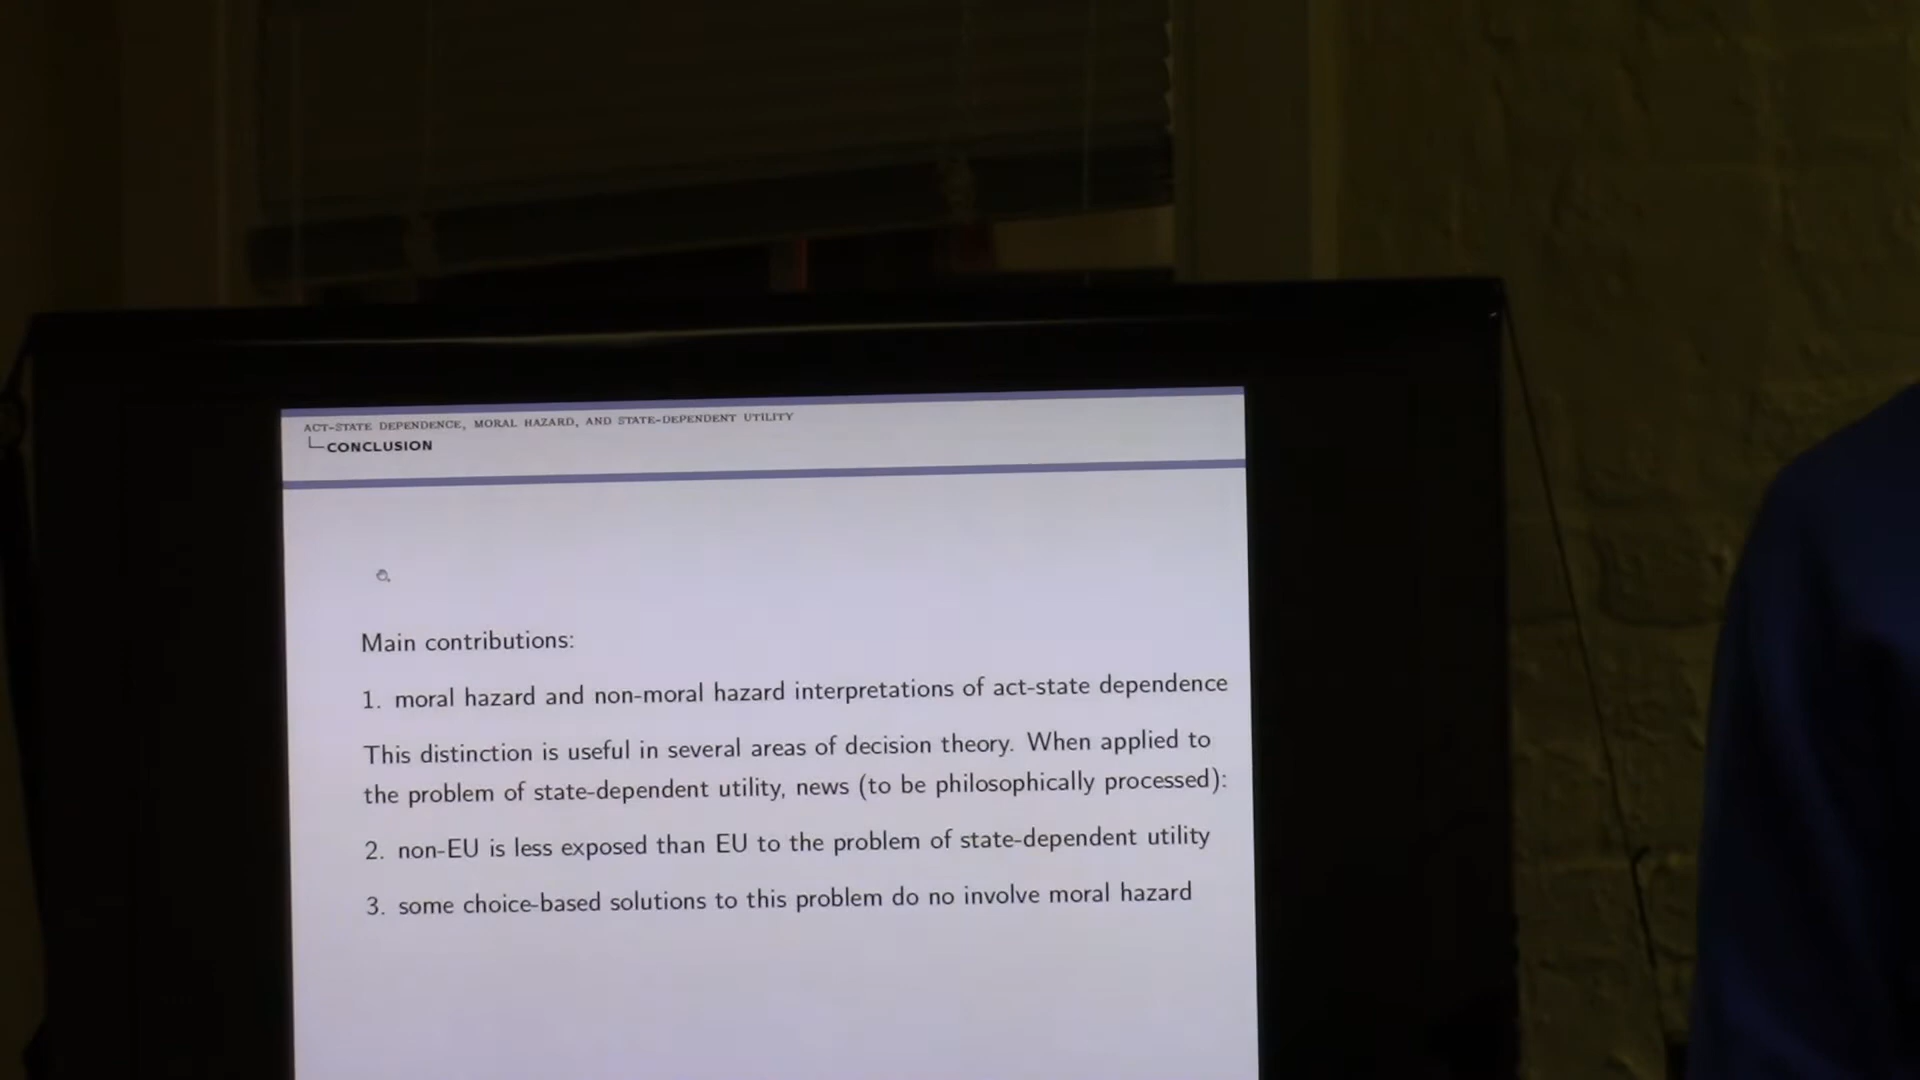 ACT-STATE DEPENDENCE, MORAL HAZARD, AND STATE-DEPENDENT UTILITY
CONCLUSION
Main contributions:
1. moral hazard and non-moral hazard interpretations of act-state dependence
This distinction is useful in several areas of decision theory. When applied to
the problem of state-dependent utility, news (to be philosophically processed):
2. non-EU is less exposed than EU to the problem of state-dependent utility
3. some choice-based solutions to this problem do no involve moral hazard